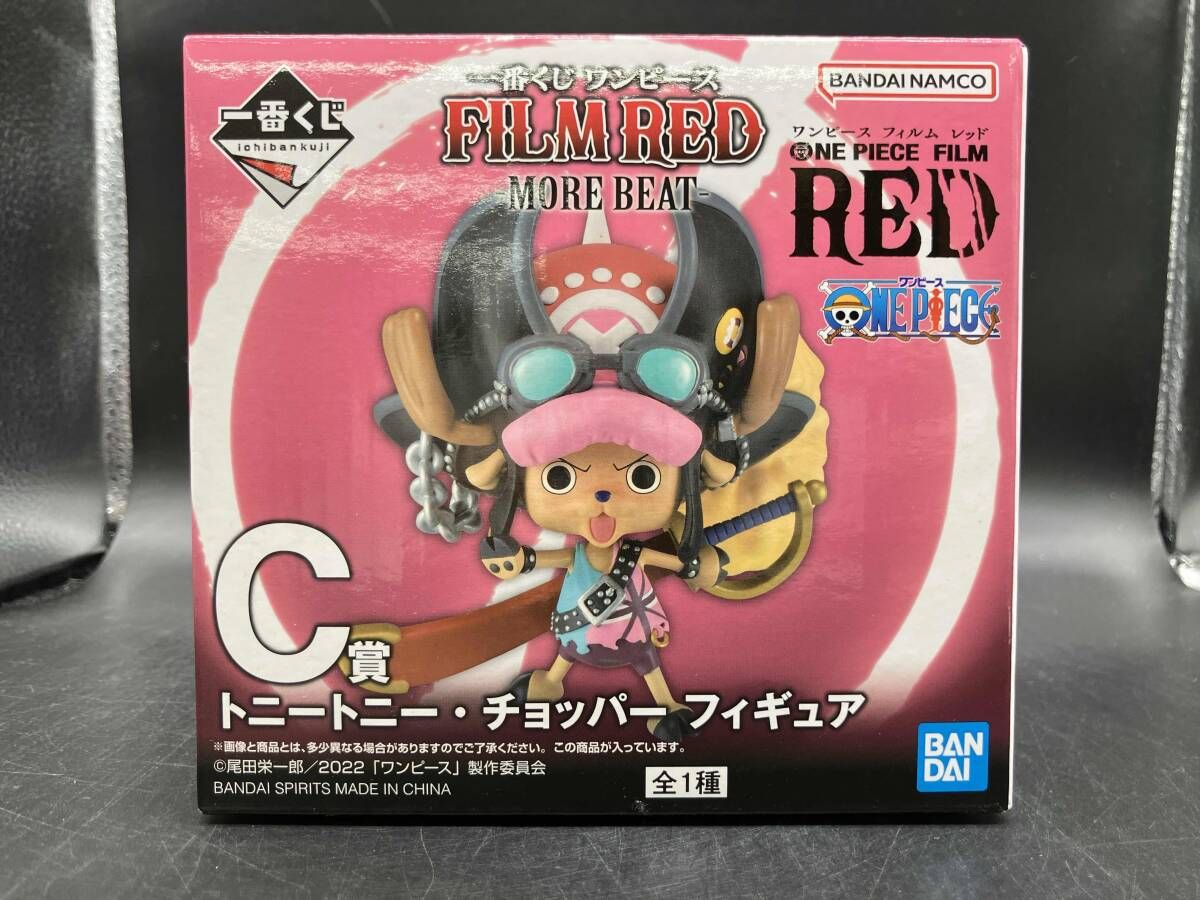 一番くじ
ichibankuji
一番くじ ワンピース
FILM RED
-MORE BEAT-
BANDAI NAMCO
ワンピース フィルム レッド
ONE PIECE FILM
RED
ワンピース
ONE PIECE
C賞
トニートニー・チョッパー フィギュア
※画像と商品とは、多少異なる場合がありますのでご了承ください。この商品が入っています。
©尾田栄一郎／2022「ワンピース」製作委員会
BANDAI SPIRITS MADE IN CHINA
全1種
BAN
DAI